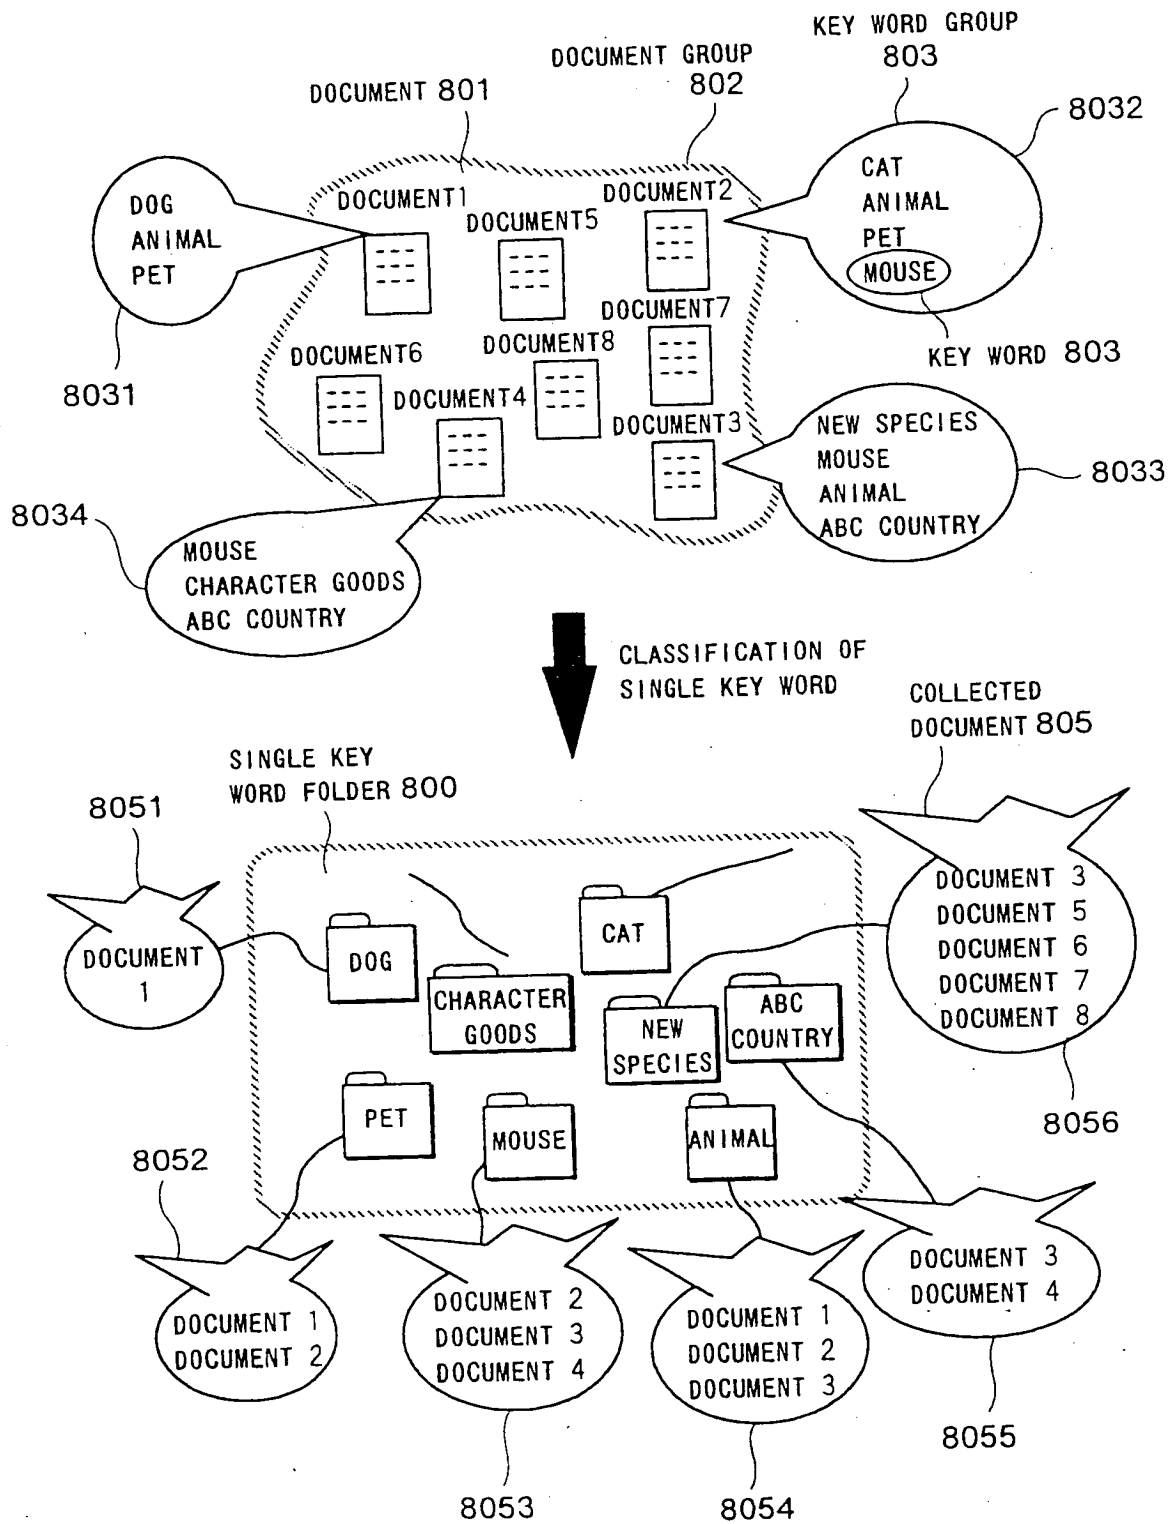 KEY WORD GROUP
803
DOCUMENT GROUP
802
DOCUMENT 801
8032
DOG
ANIMAL
PET
8031
CAT
ANIMAL
PET
MOUSE
KEY WORD 803
DOCUMENT1
DOCUMENT5
DOCUMENT2
DOCUMENT7
DOCUMENT8
DOCUMENT6
DOCUMENT4
DOCUMENT3
NEW SPECIES
MOUSE
ANIMAL
ABC COUNTRY
8033
8034
MOUSE
CHARACTER GOODS
ABC COUNTRY
CLASSIFICATION OF
SINGLE KEY WORD
COLLECTED
DOCUMENT 805
SINGLE KEY
WORD FOLDER 800
8051
DOCUMENT
1
DOG
CHARACTER
GOODS
CAT
NEW
SPECIES
ABC
COUNTRY
PET
MOUSE
ANIMAL
DOCUMENT 3
DOCUMENT 5
DOCUMENT 6
DOCUMENT 7
DOCUMENT 8
8056
8052
DOCUMENT 1
DOCUMENT 2
DOCUMENT 2
DOCUMENT 3
DOCUMENT 4
8053
DOCUMENT 1
DOCUMENT 2
DOCUMENT 3
8054
DOCUMENT 3
DOCUMENT 4
8055